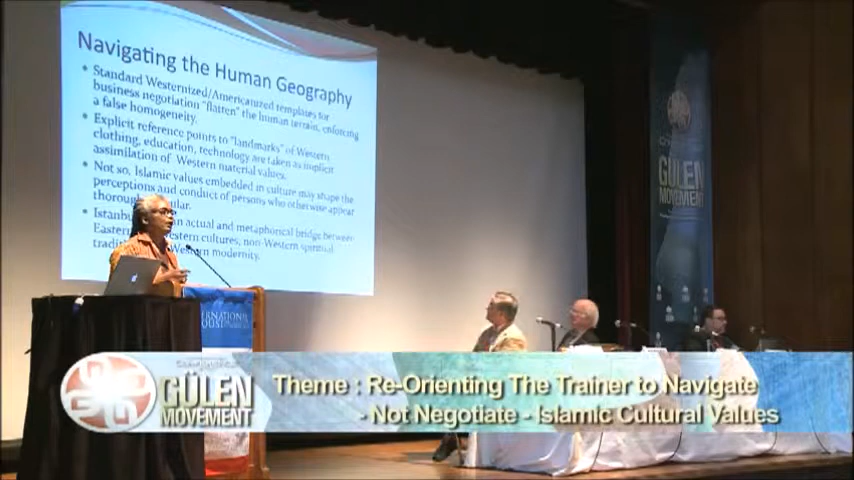 Navigating the Human Geography
• Standard Westernized/Americanized templates for
business negotiation "flatten" the human terrain, enforcing
a false homogeneity.
• Explicit reference points to "landmarks" of Western
clothing, education, technology are taken as implicit
assimilation of Western material values.
• Not so, Islamic values embedded in culture may shape the
perceptions and conduct of persons who otherwise appear
• Istanbul an actual and metaphorical bridge between
Eastern Western cultures, non-Western spiritual
Western modernity.
GÜLEN
MOVEMENT
GÜLEN
MOVEMENT
Theme : Re-Orienting The Trainer to Navigate
- Not Negotiate - Islamic Cultural Values